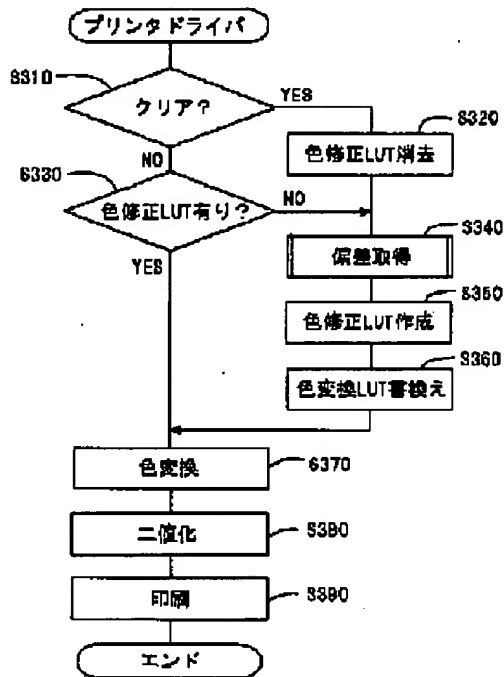 プリンタドライバ
S310
クリア?
YES
S320
色修正LUT消去
NO
S330
色修正LUT有り?
NO
S340
偏差取得
YES
S350
色修正LUT作成
S360
色変換LUT書換え
色変換
S370
二値化
S380
印刷
S390
エンド